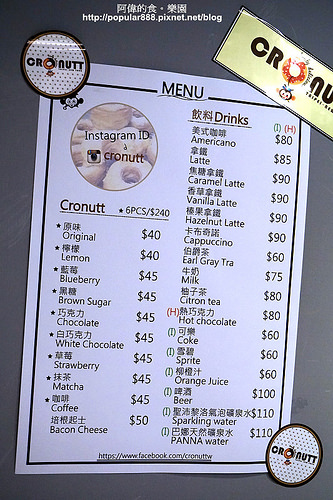 阿偉的食。樂園
http://popular888.pixnet.net/blog
CRONUTT
CRONU
MENU
Instagram ID
à
cronutt
Cronutt ★6PCS/$240
★原味 $40
Original
★檸檬 $40
Lemon
★藍莓 $45
Blueberry
★黑糖 $45
Brown Sugar
★巧克力 $45
Chocolate
★白巧克力 $45
White Chocolate
★草莓 $45
Strawberry
★抹茶 $45
Matcha
★咖啡 $45
Coffee
培根起士 $50
Bacon Cheese
飲料Drinks (I) (H)
美式咖啡 $80
Americano
拿鐵 $85
Latte
焦糖拿鐵 $90
Caramel Latte
香草拿鐵 $90
Vanilla Latte
榛果拿鐵 $90
Hazelnut Latte
卡布奇諾 $90
Cappuccino
伯爵茶 $60
Earl Gray Tra
牛奶 $75
Milk
柚子茶 $80
Citron tea
(H)熱巧克力 $80
Hot chocolate
(I)可樂 $60
Coke
(I)雪碧 $60
Sprite
(I)柳橙汁 $60
Orange Juice
(I)啤酒 $100
Beer
(I)聖沛黎洛氣泡礦泉水$110
Sparkling water
(I)巴娜天然礦泉水 $110
PANNA water
https://www.facebook.com/cronuttw
CRONUTT